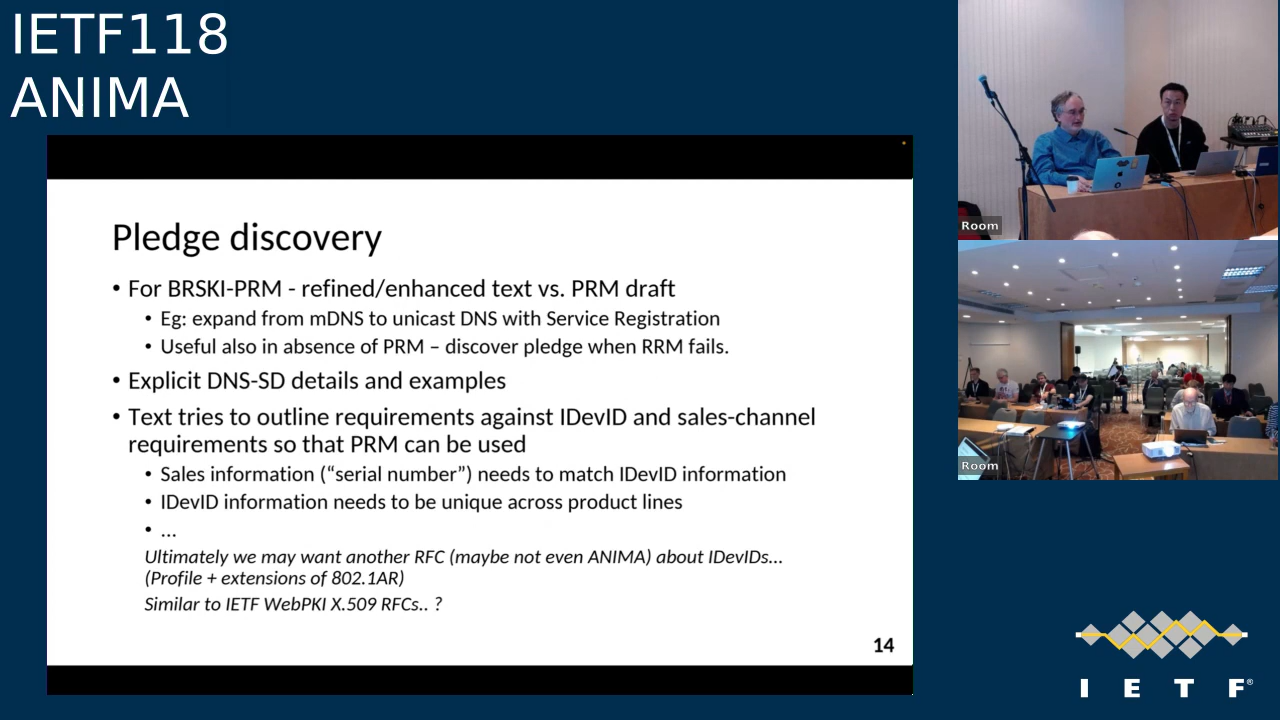 IETF118
ANIMA
Pledge discovery
• For BRSKI-PRM - refined/enhanced text vs. PRM draft
• Eg: expand from mDNS to unicast DNS with Service Registration
• Useful also in absence of PRM – discover pledge when RRM fails.
• Explicit DNS-SD details and examples
• Text tries to outline requirements against IDevID and sales-channel
requirements so that PRM can be used
• Sales information (“serial number”) needs to match IDevID information
• IDevID information needs to be unique across product lines
• ...
Ultimately we may want another RFC (maybe not even ANIMA) about IDevIDs...
(Profile + extensions of 802.1AR)
Similar to IETF WebPKI X.509 RFCs.. ?
14
Room
Room
I E T F®